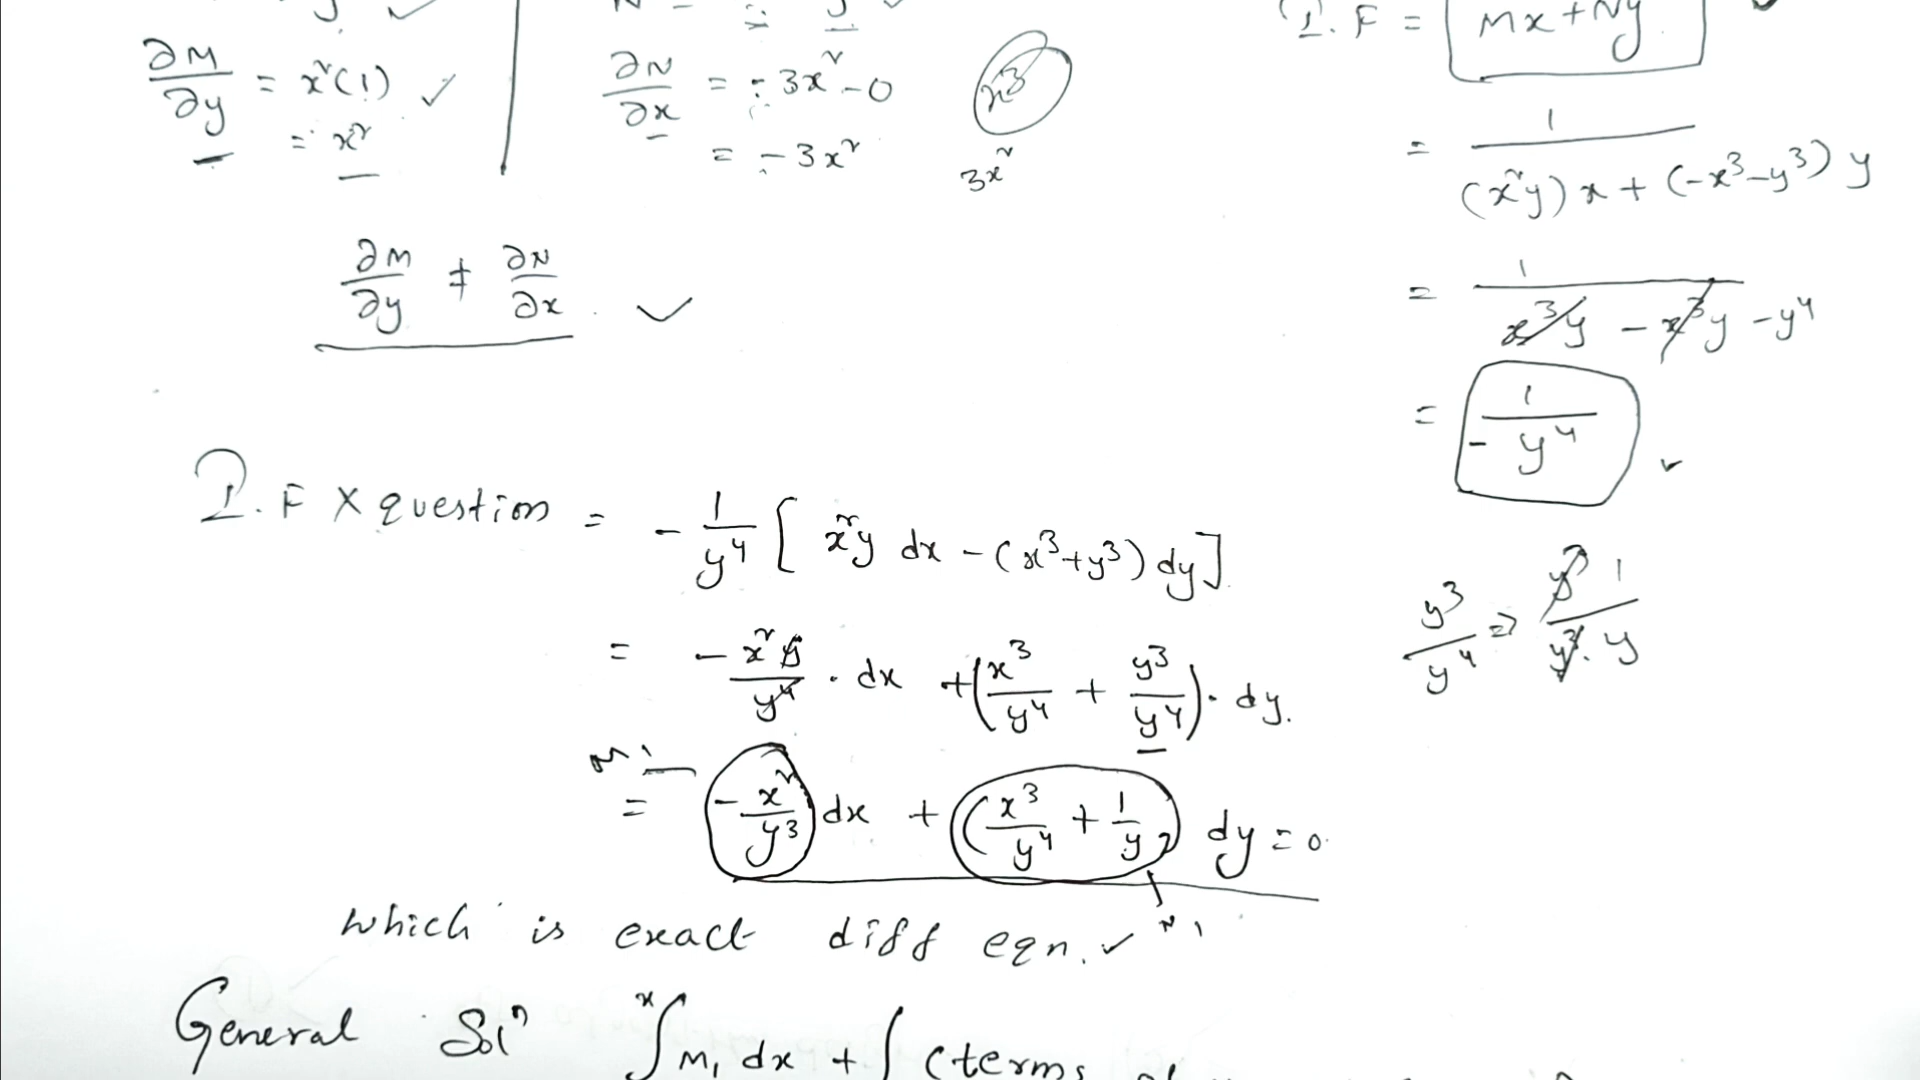 ∂M/∂y = x²(1) ✓
= x²
∂N/∂x = -3x² - 0
= -3x²
x³
3x²
∂M/∂y ≠ ∂N/∂x ✓
I.F = Mx+Ny
= 1/((x²y)x + (-x³-y³)y)
= 1/(x³y - x³y - y⁴)
= -1/y⁴ ✓
I.F X question = -1/y⁴ [x²y dx - (x³+y³) dy]
= -x²y/y⁴ . dx + (x³/y⁴ + y³/y⁴) . dy.
y³/y⁴ ⇒ y³ 1/y³. y
M₁
= -x²/y³ dx + (x³/y⁴ + 1/y) dy = 0
N₁
which is exact diff eqn. ✓
General Solⁿ ∫ˣ M₁ dx + ∫ (terms